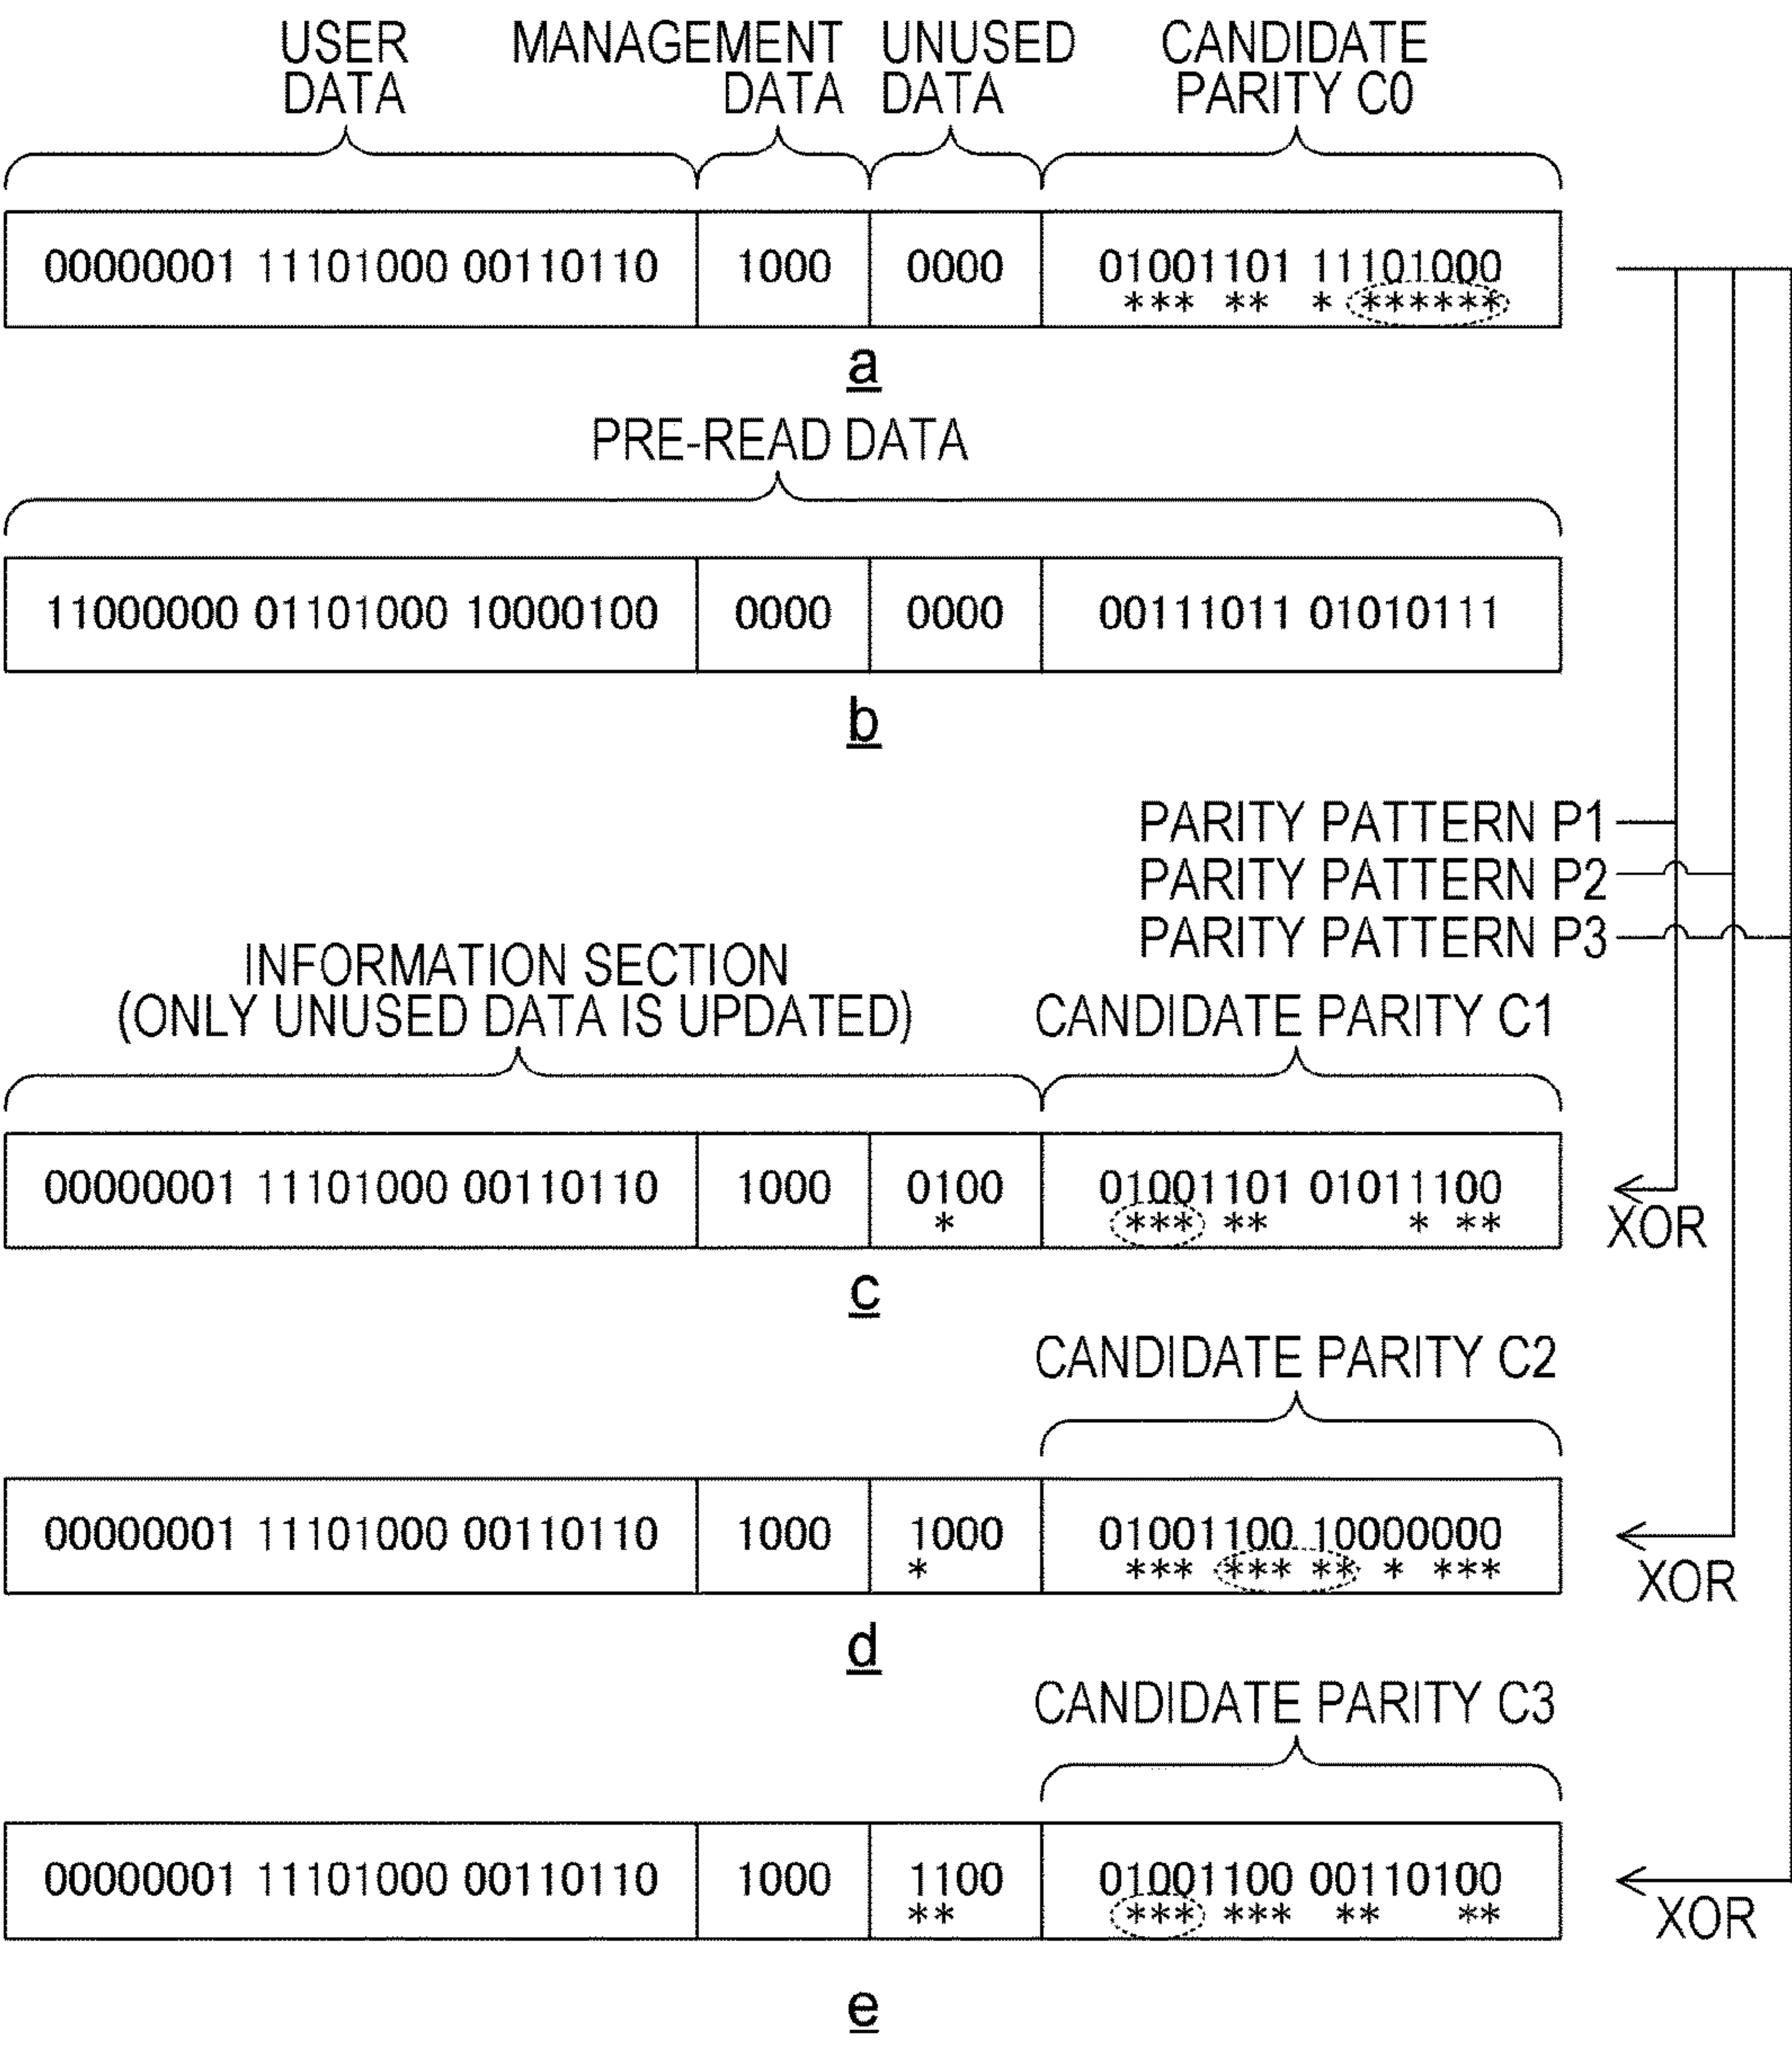 USER MANAGEMENT UNUSED CANDIDATE
DATA DATA DATA PARITY C0
00000001 11101000 00110110 1000 0000 01001101 11101000
*** ** * ******
a
PRE-READ DATA
11000000 01101000 10000100 0000 0000 00111011 01010111
b
PARITY PATTERN P1
PARITY PATTERN P2
PARITY PATTERN P3
INFORMATION SECTION
(ONLY UNUSED DATA IS UPDATED) CANDIDATE PARITY C1
00000001 11101000 00110110 1000 0100 01001101 01011100
* *** ** * **
XOR
c
CANDIDATE PARITY C2
00000001 11101000 00110110 1000 1000 01001100 10000000
* *** *** ** * ***
XOR
d
CANDIDATE PARITY C3
00000001 11101000 00110110 1000 1100 01001100 00110100
** *** *** ** **
XOR
e